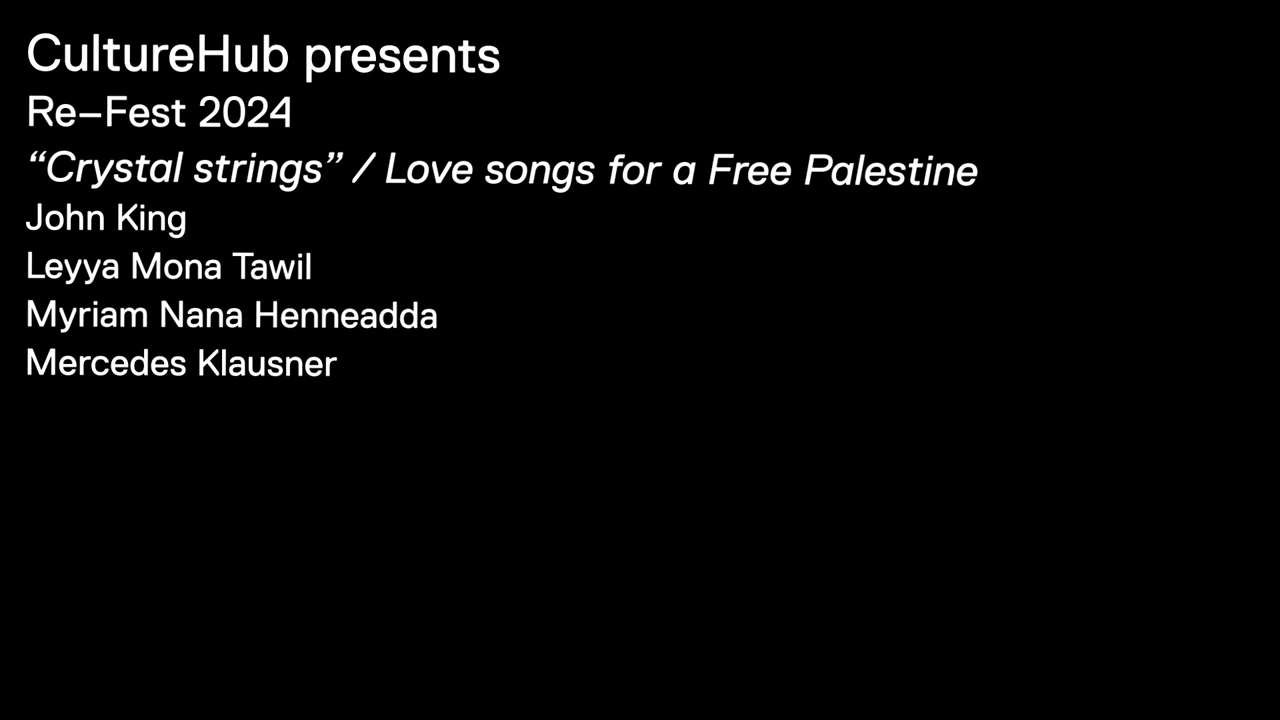 CultureHub presents
Re–Fest 2024
“Crystal strings” / Love songs for a Free Palestine
John King
Leyya Mona Tawil
Myriam Nana Henneadda
Mercedes Klausner